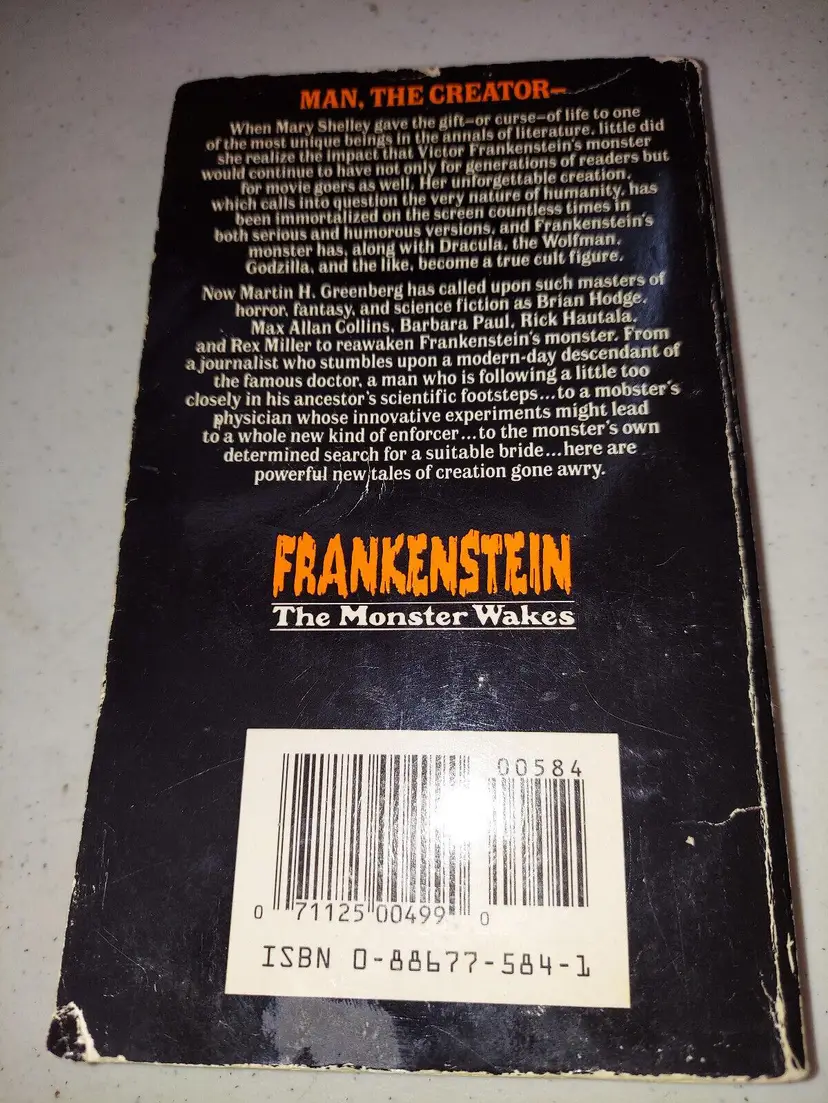 MAN, THE CREATOR—
When Mary Shelley gave the gift—or curse—of life to one
of the most unique beings in the annals of literature, little did
she realize the impact that Victor Frankenstein's monster
would continue to have not only for generations of readers but
for movie goers as well. Her unforgettable creation,
which calls into question the very nature of humanity, has
been immortalized on the screen countless times in
both serious and humorous versions, and Frankenstein's
monster has, along with Dracula, the Wolfman,
Godzilla, and the like, become a true cult figure.
Now Martin H. Greenberg has called upon such masters of
horror, fantasy, and science fiction as Brian Hodge,
Max Allan Collins, Barbara Paul, Rick Hautala,
and Rex Miller to reawaken Frankenstein's monster. From
a journalist who stumbles upon a modern-day descendant of
the famous doctor, a man who is following a little too
closely in his ancestor's scientific footsteps...to a mobster's
physician whose innovative experiments might lead
to a whole new kind of enforcer...to the monster's own
determined search for a suitable bride...here are
powerful new tales of creation gone awry.
FRANKENSTEIN
The Monster Wakes
00584
0 71125 00499 0
ISBN 0-88677-584-1